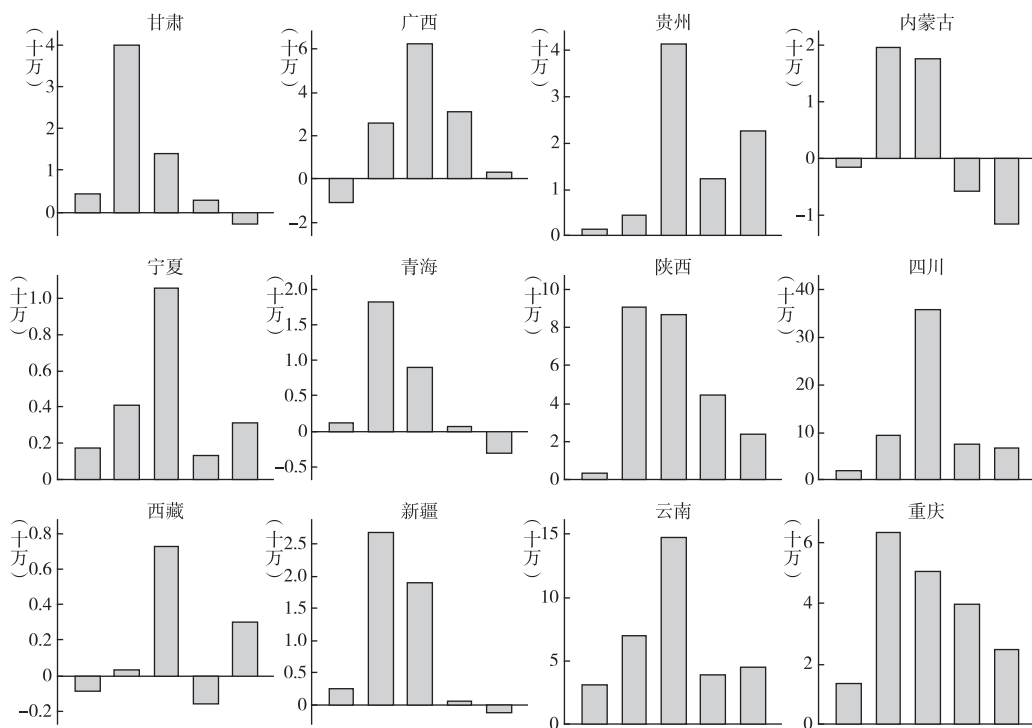 甘肃
（十万）
4
3
2
1
0
广西
（十万）
6
4
2
0
−2
贵州
（十万）
4
3
2
1
0
内蒙古
（十万）
2
1
0
−1
宁夏
（十万）
1.0
0.8
0.6
0.4
0.2
0
青海
（十万）
2.0
1.5
1.0
0.5
0
−0.5
陕西
（十万）
10
8
6
4
2
0
四川
（十万）
40
30
20
10
0
西藏
（十万）
0.8
0.6
0.4
0.2
0
−0.2
新疆
（十万）
2.5
2.0
1.5
1.0
0.5
0
云南
（十万）
15
10
5
0
重庆
（十万）
6
4
2
0